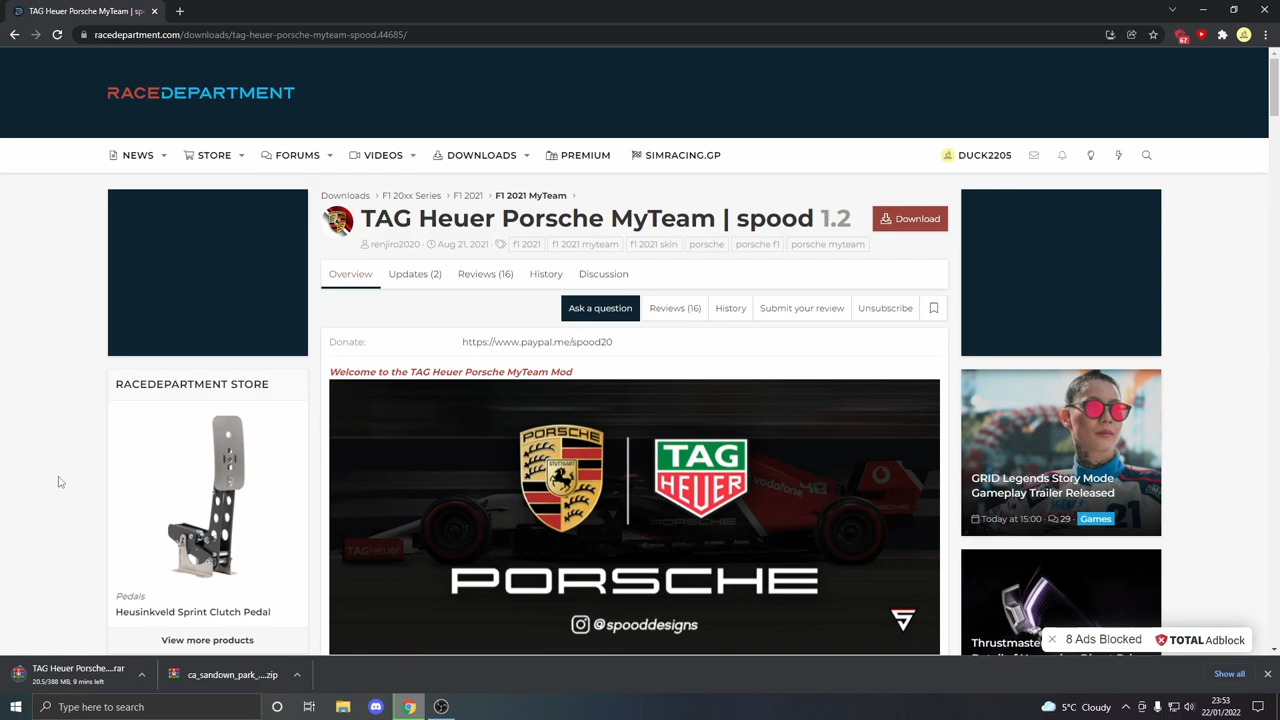 TAG Heuer Porsche MyTeam | sp
racedepartment.com/downloads/tag-heuer-porsche-myteam-spood.44685/
67
RACEDEPARTMENT
NEWS STORE FORUMS VIDEOS DOWNLOADS PREMIUM SIMRACING.GP DUCK2205
Downloads › F1 20xx Series › F1 2021 › F1 2021 MyTeam ›
TAG Heuer Porsche MyTeam | spood 1.2
Download
renjiro2020 Aug 21, 2021 f1 2021 f1 2021 myteam f1 2021 skin porsche porsche f1 porsche myteam
Overview Updates (2) Reviews (16) History Discussion
Ask a question Reviews (16) History Submit your review Unsubscribe
Donate: https://www.paypal.me/spood20
Welcome to the TAG Heuer Porsche MyTeam Mod
RACEDEPARTMENT STORE
PORSCHE
STUTTGART
TAG
HEUER
vodafone
TAGHeuer
PORSCHE
@spooddesigns
Pedals
Heusinkveld Sprint Clutch Pedal
View more products
GRID Legends Story Mode
Gameplay Trailer Released
Today at 15:00 · 29 · Games
Thrustmaster
8 Ads Blocked TOTAL Adblock
TAG Heuer Porsche....rar
20.5/388 MB, 9 mins left
ca_sandown_park_....zip
Show all
Type here to search
5°C Cloudy
23:53
22/01/2022